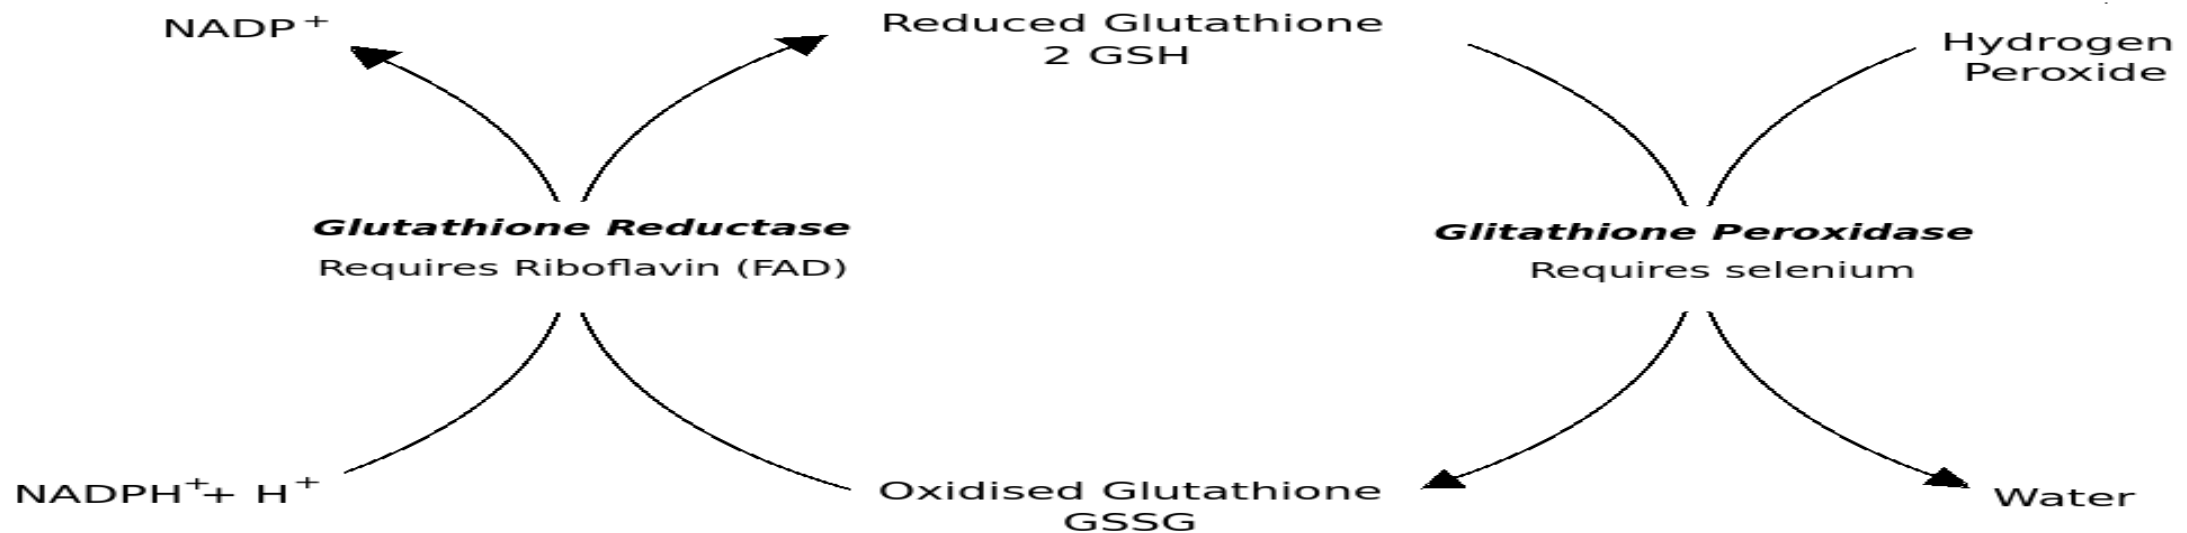 NADP+
Reduced Glutathione
2 GSH
Hydrogen
Peroxide
Glutathione Reductase
Requires Riboflavin (FAD)
Glitathione Peroxidase
Requires selenium
NADPH++ H+
Oxidised Glutathione
GSSG
Water